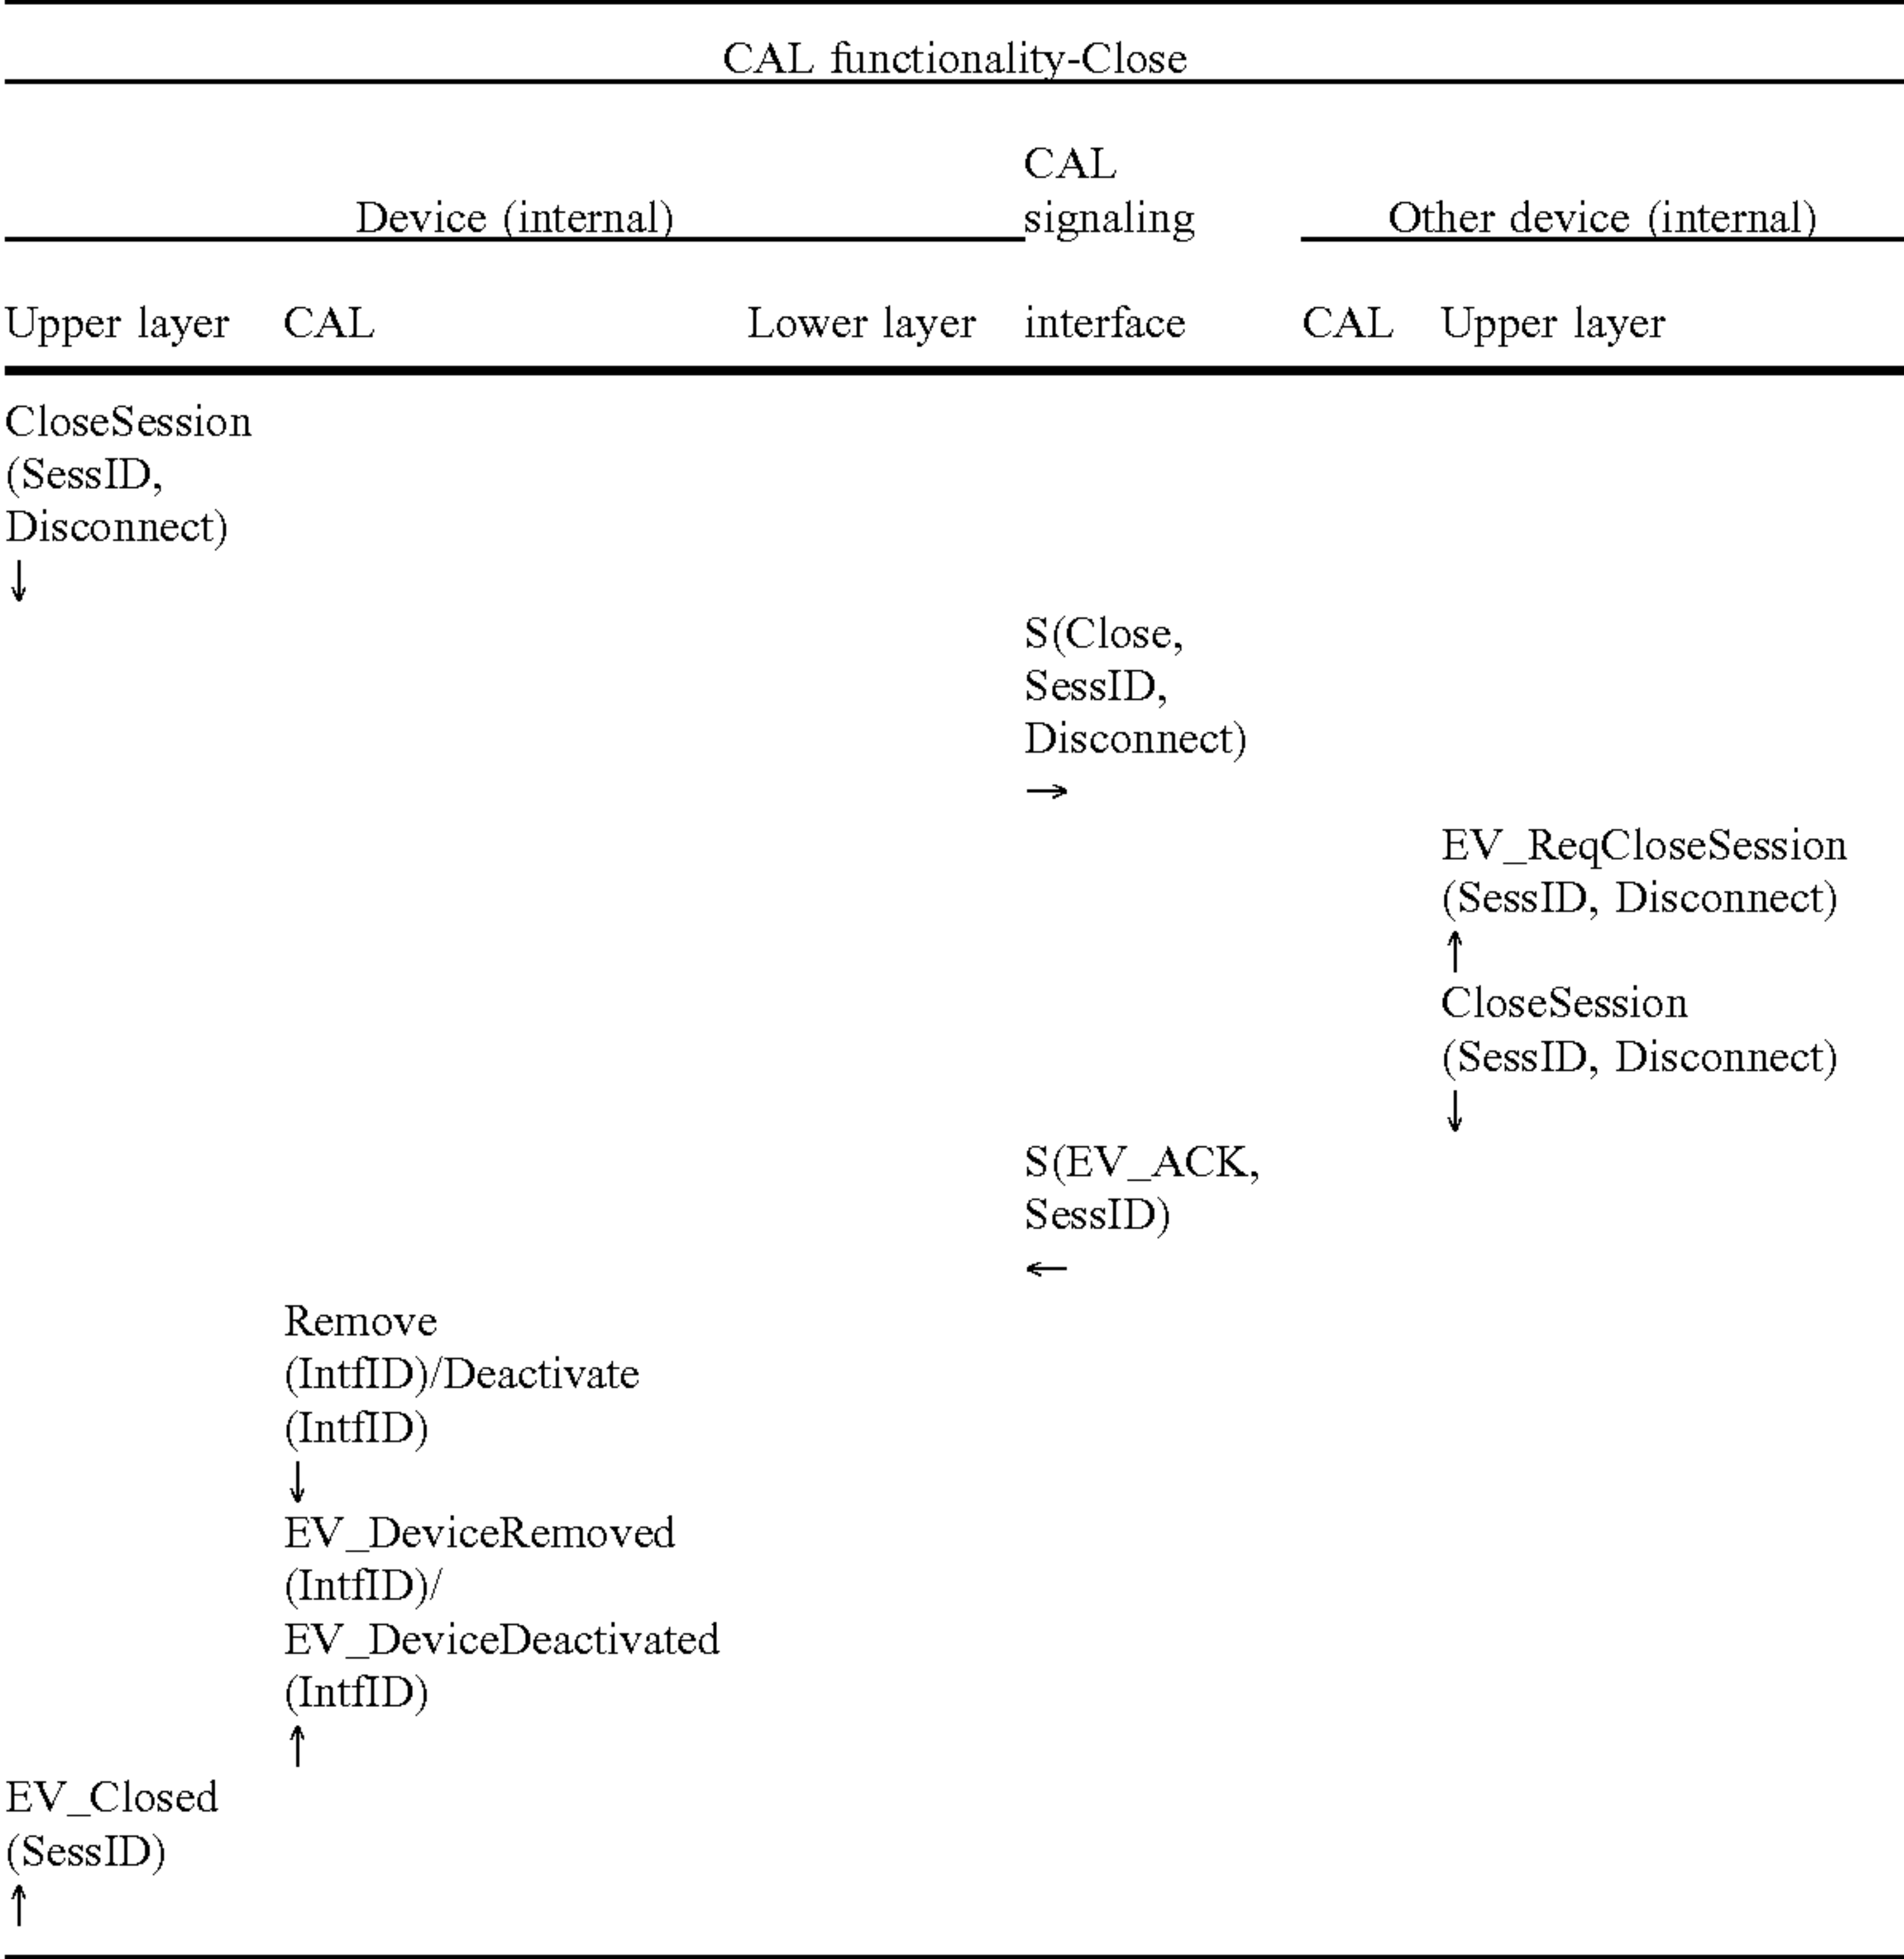 CAL functionality-Close
CAL
Device (internal) signaling Other device (internal)
Upper layer CAL Lower layer interface CAL Upper layer
CloseSession
(SessID,
Disconnect)
↓
S(Close,
SessID,
Disconnect)
→
EV_ReqCloseSession
(SessID, Disconnect)
↑
CloseSession
(SessID, Disconnect)
↓
S(EV_ACK,
SessID)
←
Remove
(IntfID)/Deactivate
(IntfID)
↓
EV_DeviceRemoved
(IntfID)/
EV_DeviceDeactivated
(IntfID)
↑
EV_Closed
(SessID)
↑